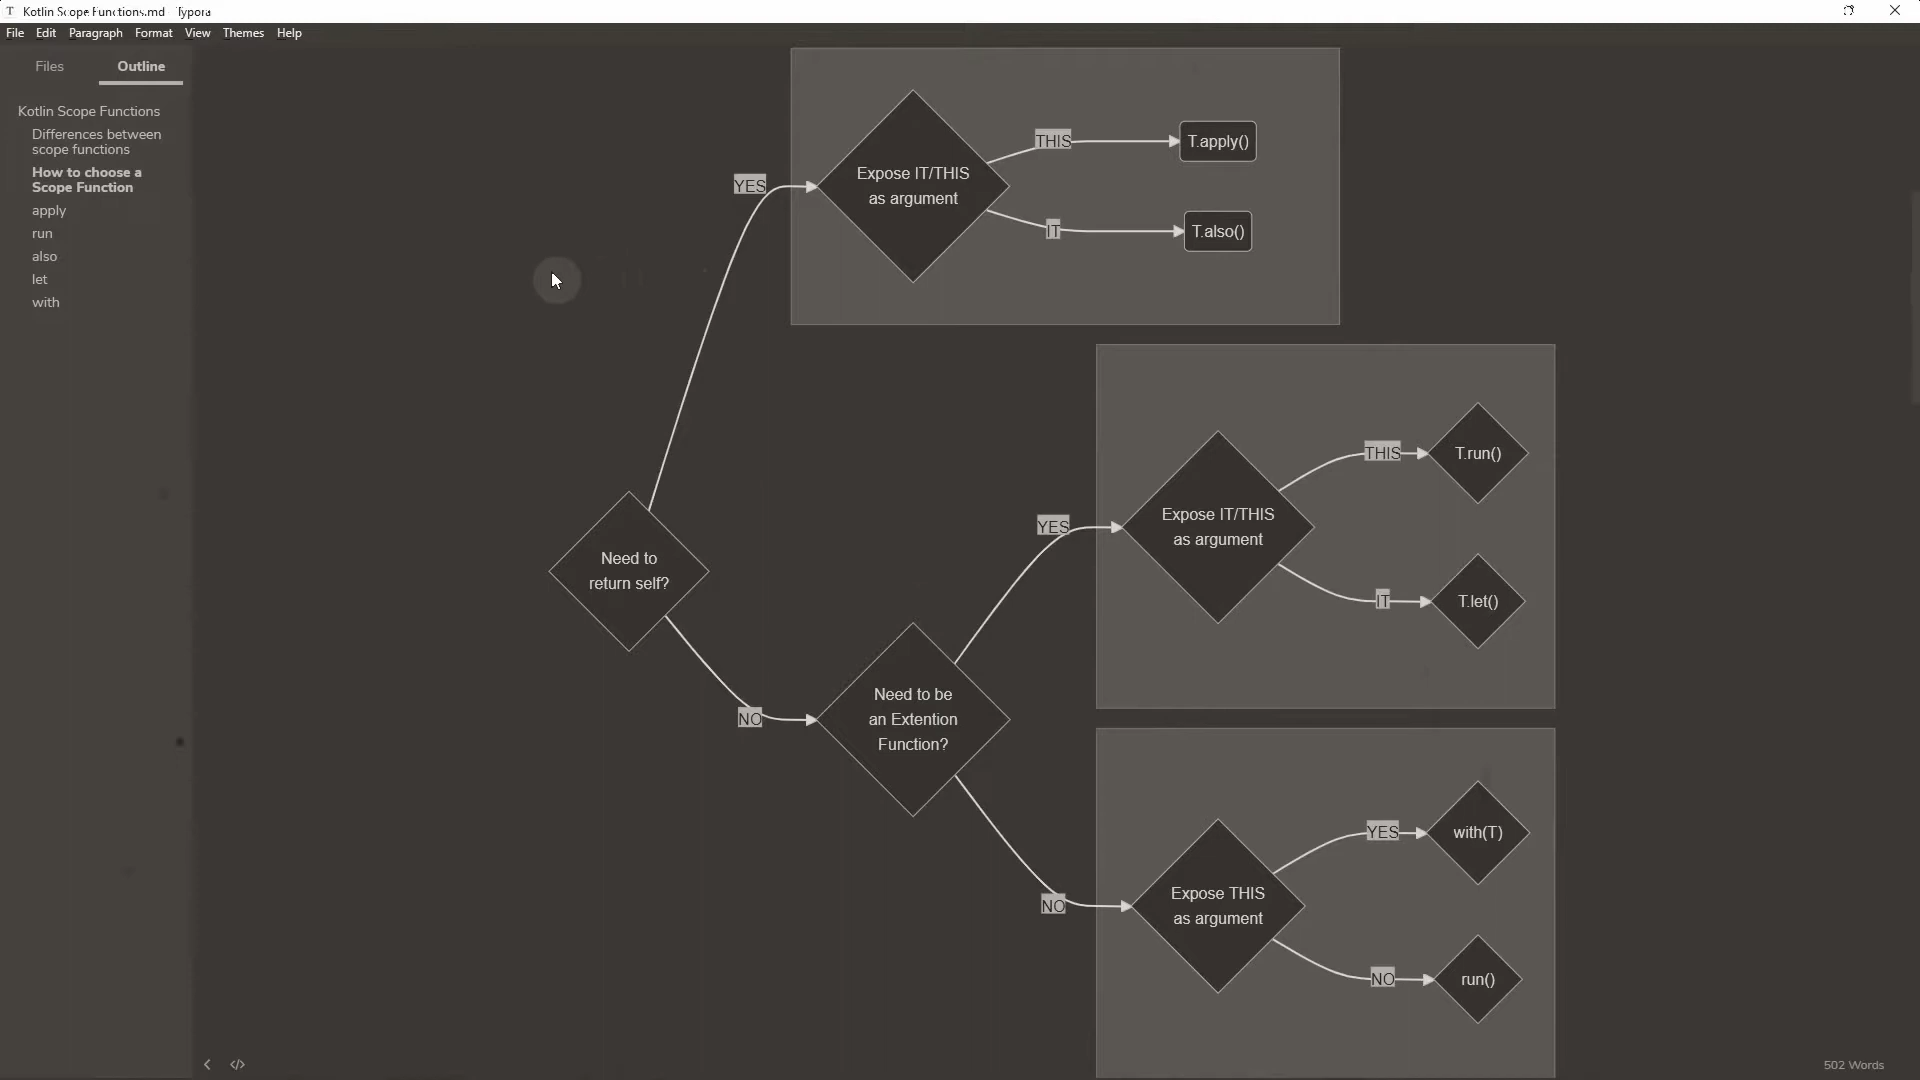 T Kotlin Scope Functions.md - Typora
File Edit Paragraph Format View Themes Help
Files Outline
Kotlin Scope Functions
Differences between
scope functions
How to choose a
Scope Function
apply
run
also
let
with
Need to
return self?
YES
Expose IT/THIS
as argument
THIS
T.apply()
IT
T.also()
NO
Need to be
an Extention
Function?
YES
Expose IT/THIS
as argument
THIS
T.run()
IT
T.let()
NO
Expose THIS
as argument
YES
with(T)
NO
run()
502 Words